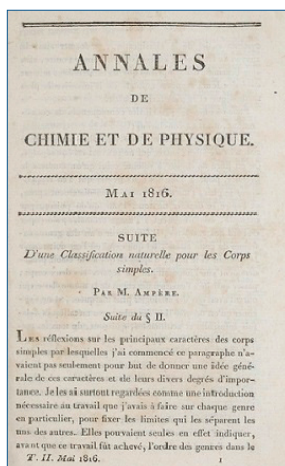 ANNALES
DE
CHIMIE ET DE PHYSIQUE.
MAI 1816.
SUITE
D'une Classification naturelle pour les Corps
simples.
PAR M. AMPÈRE.
Suite du § II.
LES réflexions sur les principaux caractères des corps
simples par lesquelles j'ai commencé ce paragraphe n'a-
vaient pas seulement pour but de donner une idée géné-
rale de ces caractères et de leurs divers degrés d'impor-
tance. Je les ai surtout regardées comme une introduction
nécessaire au travail que j'avais à faire sur chaque genre
en particulier, pour fixer les limites qui les séparent les
uns des autres. Elles pouvaient seules en effet indiquer,
avant que ce travail fût achevé, l'ordre des genres dans le
T. II. Mai 1816. 1